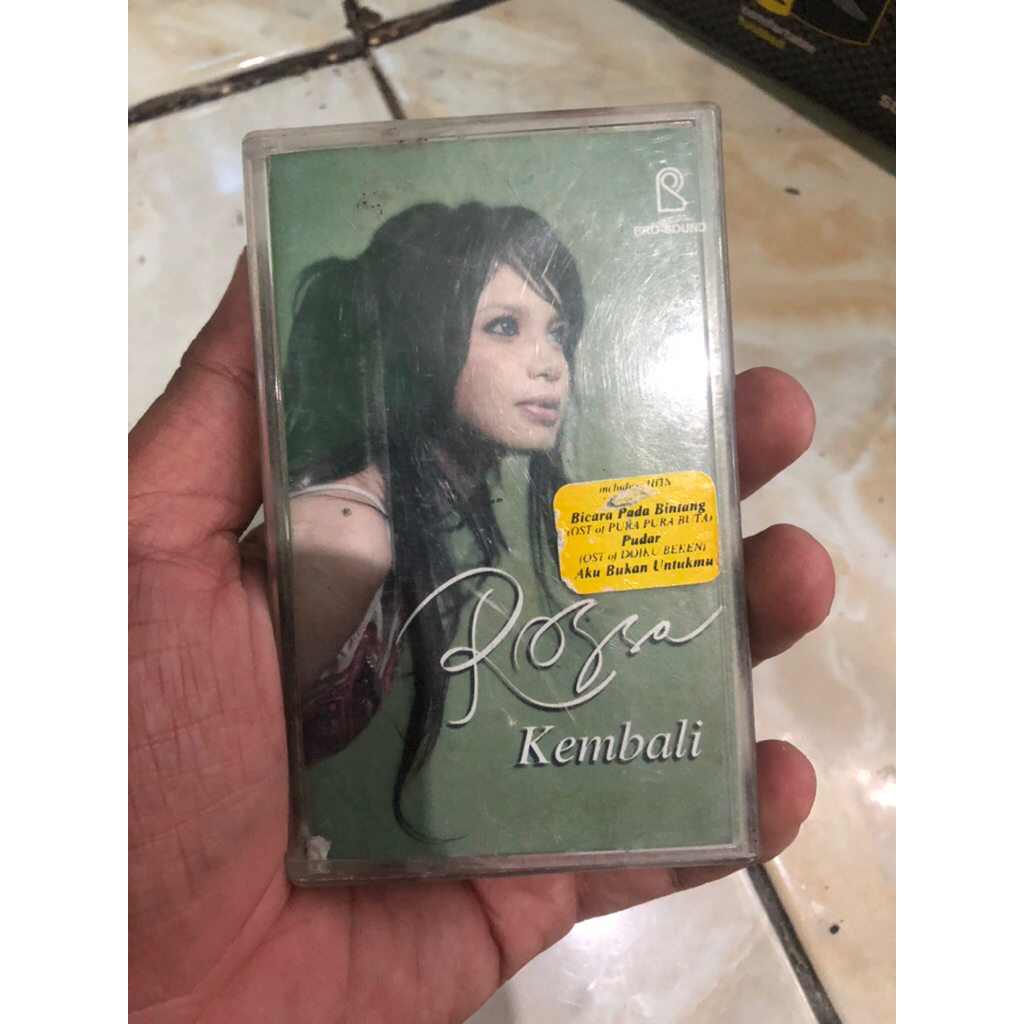 PRO-SOUND
includes HITS
Bicara Pada Bintang
(OST of PURA PURA BUTA)
Pudar
(OST of DOIKU BEKEN)
Aku Bukan Untukmu
Rossa
Kembali